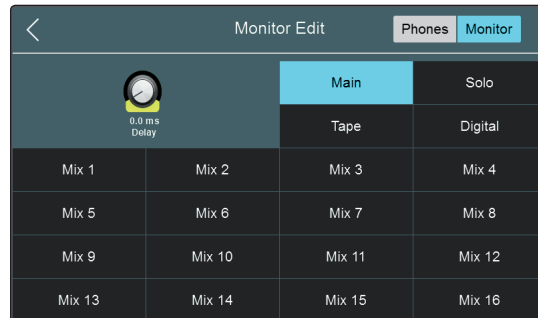 Monitor Edit Phones Monitor
Main Solo
0.0 ms
Delay
Tape Digital
Mix 1 Mix 2 Mix 3 Mix 4
Mix 5 Mix 6 Mix 7 Mix 8
Mix 9 Mix 10 Mix 11 Mix 12
Mix 13 Mix 14 Mix 15 Mix 16